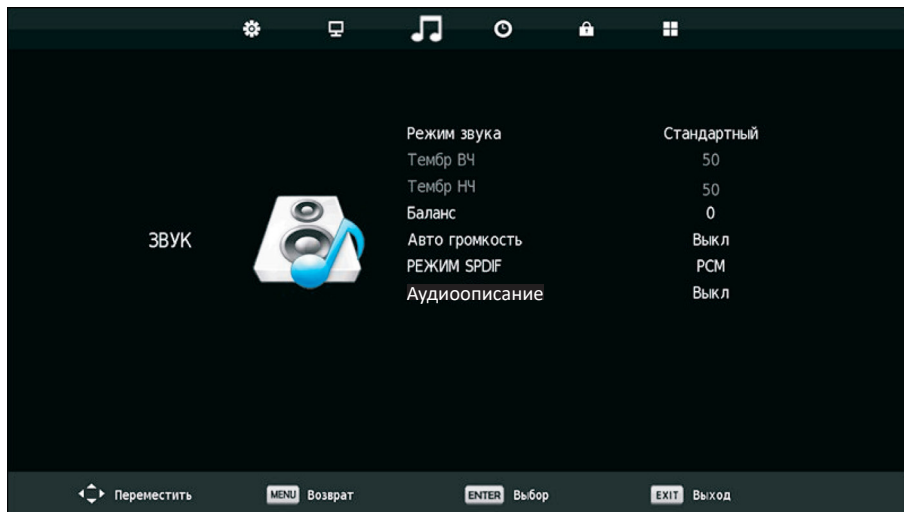 Режим звука Стандартный
Тембр ВЧ 50
Тембр НЧ 50
Баланс 0
ЗВУК Авто громкость Выкл
РЕЖИМ SPDIF PCM
Аудиоописание Выкл
Переместить MENU Возврат ENTER Выбор EXIT Выход